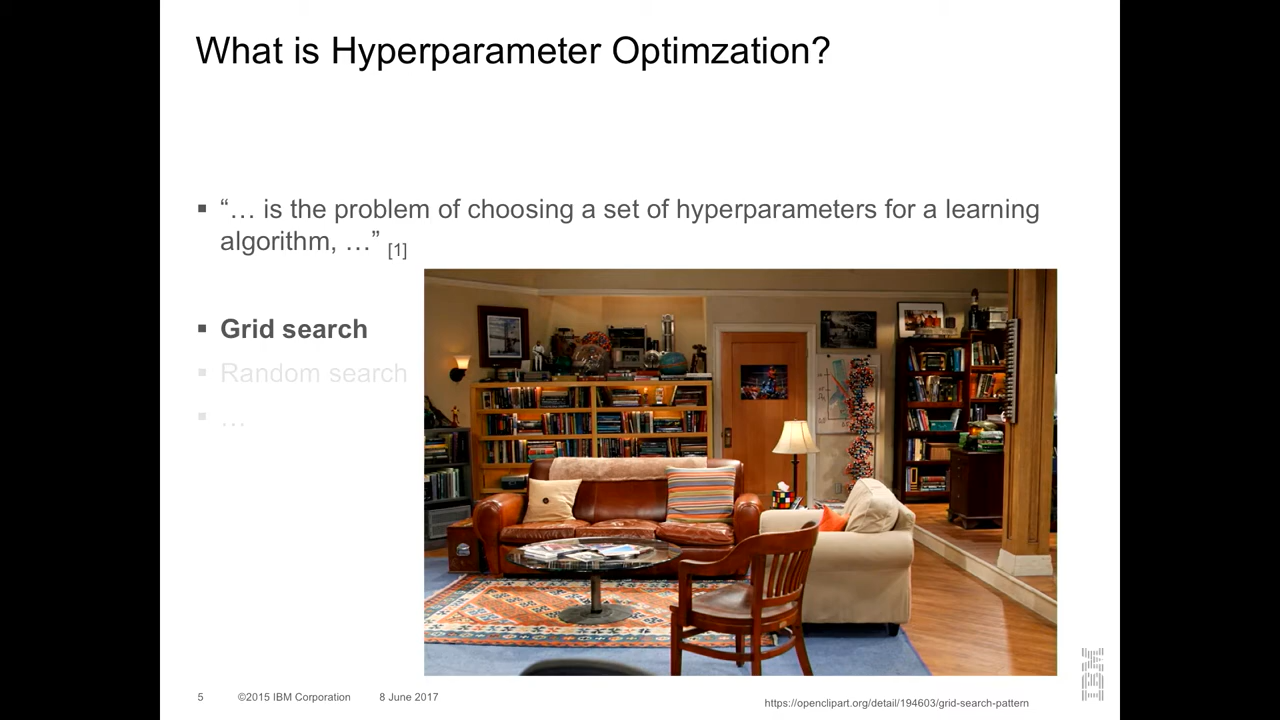 What is Hyperparameter Optimzation?
▪ “… is the problem of choosing a set of hyperparameters for a learning
algorithm, …” [1]
▪ Grid search
▪ Random search
▪ …
5 ©2015 IBM Corporation 8 June 2017
https://openclipart.org/detail/194603/grid-search-pattern
IBM